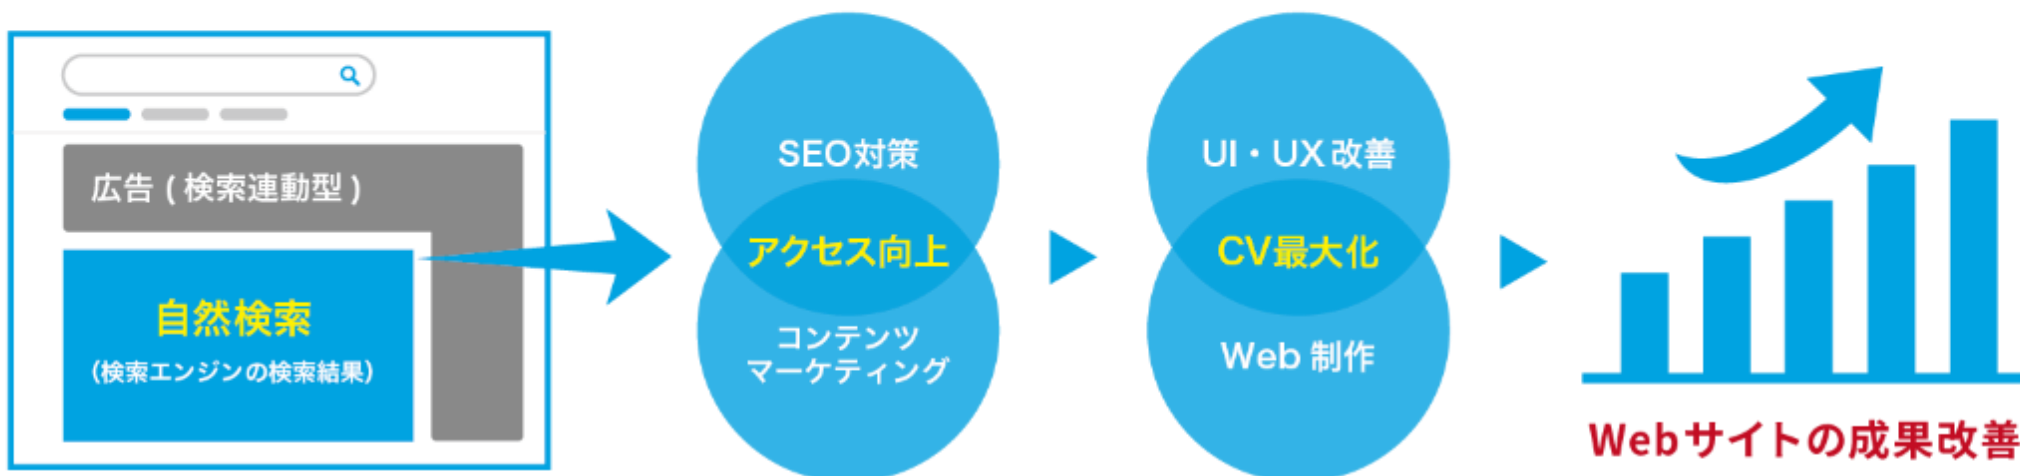 広告 ( 検索連動型 )
自然検索
(検索エンジンの検索結果)
SEO対策
アクセス向上
コンテンツ
マーケティング
UI・UX 改善
CV最大化
Web 制作
Webサイトの成果改善